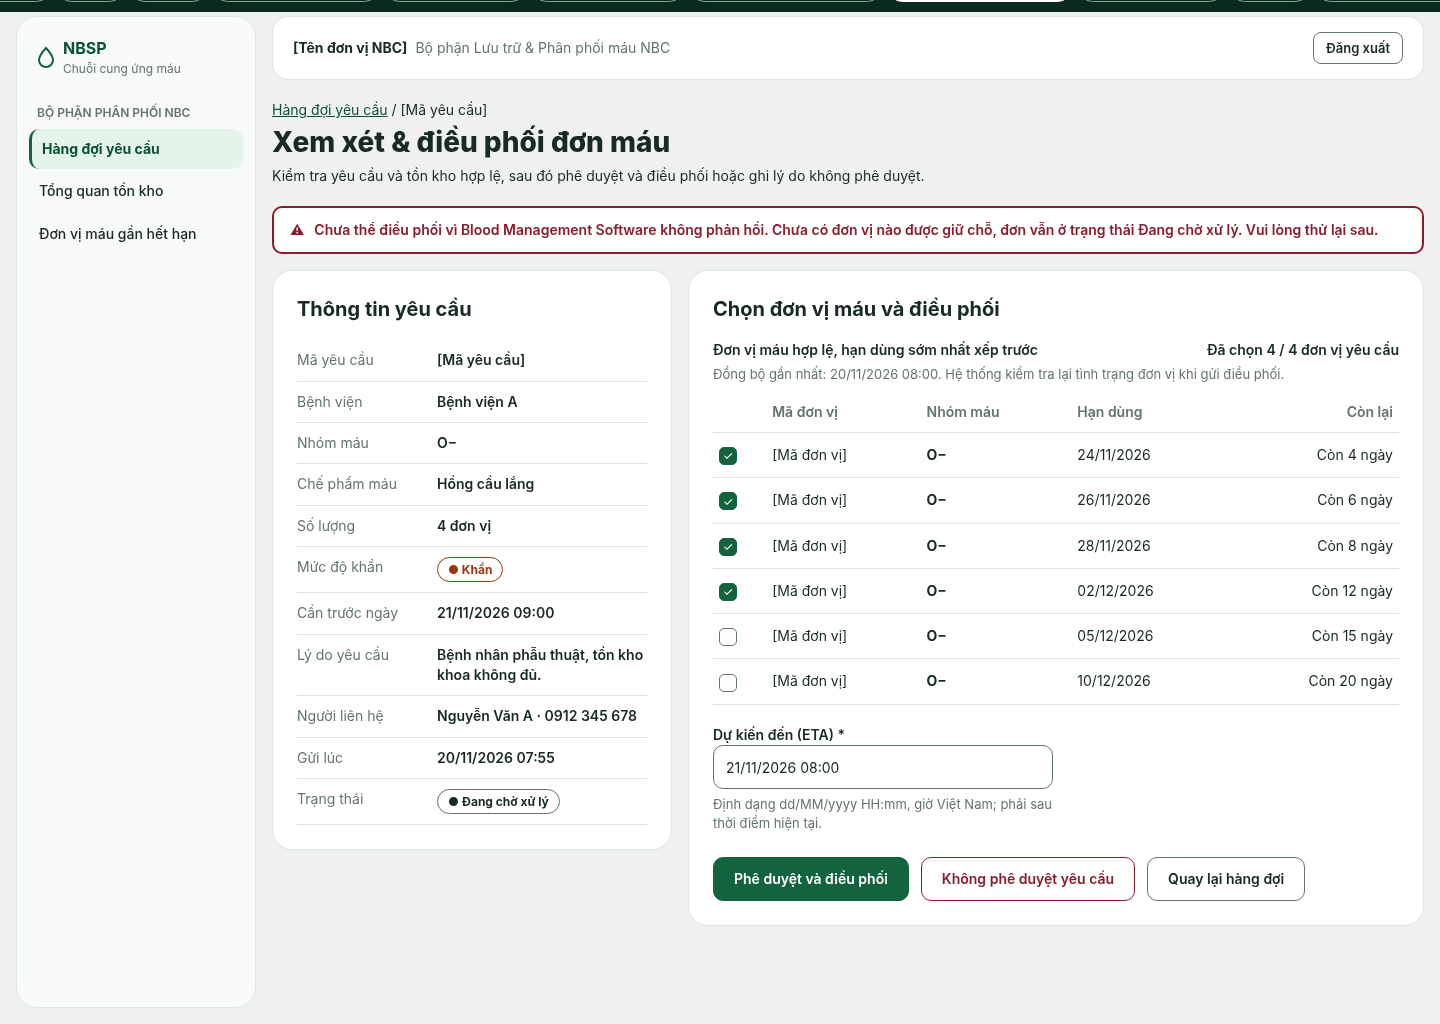 NBSP
Chuỗi cung ứng máu
BỘ PHẬN PHÂN PHỐI NBC
Hàng đợi yêu cầu
Tổng quan tồn kho
Đơn vị máu gần hết hạn
[Tên đơn vị NBC] Bộ phận Lưu trữ & Phân phối máu NBC
Đăng xuất
Hàng đợi yêu cầu / [Mã yêu cầu]
Xem xét & điều phối đơn máu
Kiểm tra yêu cầu và tồn kho hợp lệ, sau đó phê duyệt và điều phối hoặc ghi lý do không phê duyệt.
Chưa thể điều phối vì Blood Management Software không phản hồi. Chưa có đơn vị nào được giữ chỗ, đơn vẫn ở trạng thái Đang chờ xử lý. Vui lòng thử lại sau.
Thông tin yêu cầu
Mã yêu cầu [Mã yêu cầu]
Bệnh viện Bệnh viện A
Nhóm máu O−
Chế phẩm máu Hồng cầu lắng
Số lượng 4 đơn vị
Mức độ khẩn Khẩn
Cần trước ngày 21/11/2026 09:00
Lý do yêu cầu Bệnh nhân phẫu thuật, tồn kho
khoa không đủ.
Người liên hệ Nguyễn Văn A · 0912 345 678
Gửi lúc 20/11/2026 07:55
Trạng thái Đang chờ xử lý
Chọn đơn vị máu và điều phối
Đơn vị máu hợp lệ, hạn dùng sớm nhất xếp trước Đã chọn 4 / 4 đơn vị yêu cầu
Đồng bộ gần nhất: 20/11/2026 08:00. Hệ thống kiểm tra lại tình trạng đơn vị khi gửi điều phối.
Mã đơn vị Nhóm máu Hạn dùng Còn lại
[Mã đơn vị] O− 24/11/2026 Còn 4 ngày
[Mã đơn vị] O− 26/11/2026 Còn 6 ngày
[Mã đơn vị] O− 28/11/2026 Còn 8 ngày
[Mã đơn vị] O− 02/12/2026 Còn 12 ngày
[Mã đơn vị] O− 05/12/2026 Còn 15 ngày
[Mã đơn vị] O− 10/12/2026 Còn 20 ngày
Dự kiến đến (ETA) *
21/11/2026 08:00
Định dạng dd/MM/yyyy HH:mm, giờ Việt Nam; phải sau
thời điểm hiện tại.
Phê duyệt và điều phối
Không phê duyệt yêu cầu
Quay lại hàng đợi